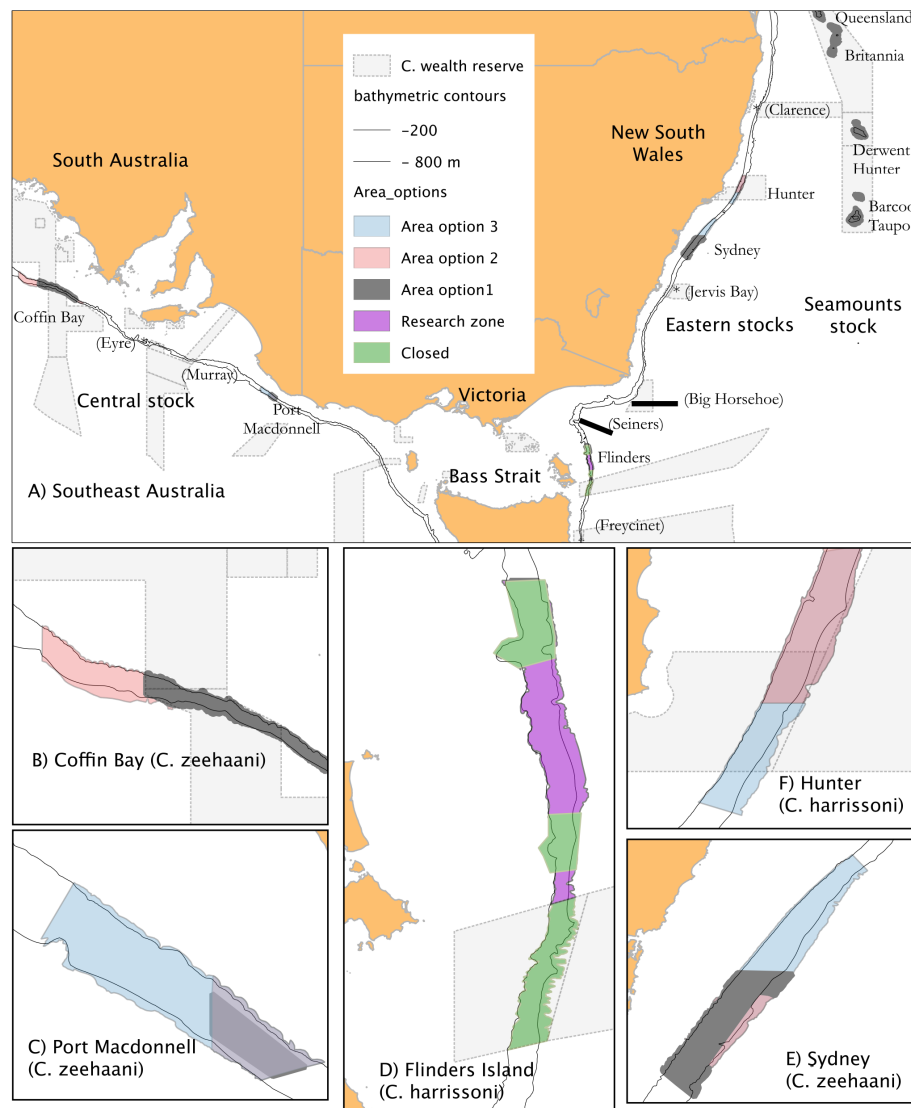 Queensland
Britannia
C. wealth reserve
bathymetric contours
-200
- 800 m
Area_options
Area option 3
Area option 2
Area option1
Research zone
Closed
(Clarence)
New South
Wales
Derwent
Hunter
South Australia
Hunter
Barcoo
Taupo
Sydney
* (Jervis Bay)
Eastern stocks
Seamounts
stock
Coffin Bay
(Eyre)
(Murray)
Central stock
Port
Macdonnell
Victoria
(Big Horsehoe)
(Seiners)
Flinders
Bass Strait
A) Southeast Australia
(Freycinet)
B) Coffin Bay (C. zeehaani)
C) Port Macdonnell
(C. zeehaani)
D) Flinders Island
(C. harrissoni)
F) Hunter
(C. harrissoni)
E) Sydney
(C. zeehaani)